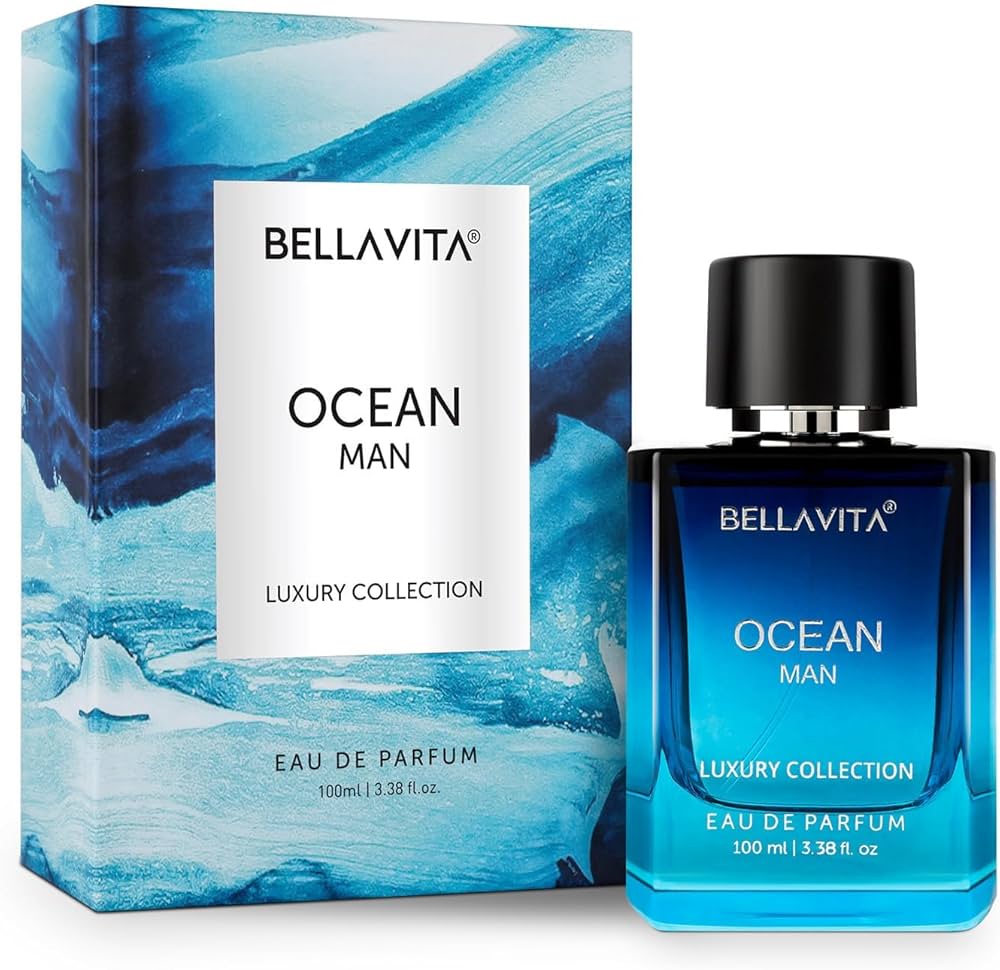 BELLAVITA®
OCEAN
MAN
LUXURY COLLECTION
EAU DE PARFUM
100ml | 3.38 fl.oz.
BELLAVITA®
OCEAN
MAN
LUXURY COLLECTION
EAU DE PARFUM
100 ml | 3.38 fl. oz